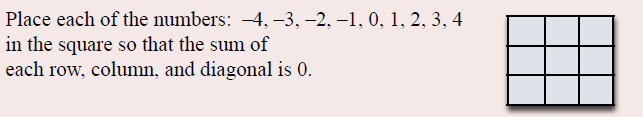 Place each of the numbers: –4, –3, –2, –1, 0, 1, 2, 3, 4
in the square so that the sum of
each row, column, and diagonal is 0.